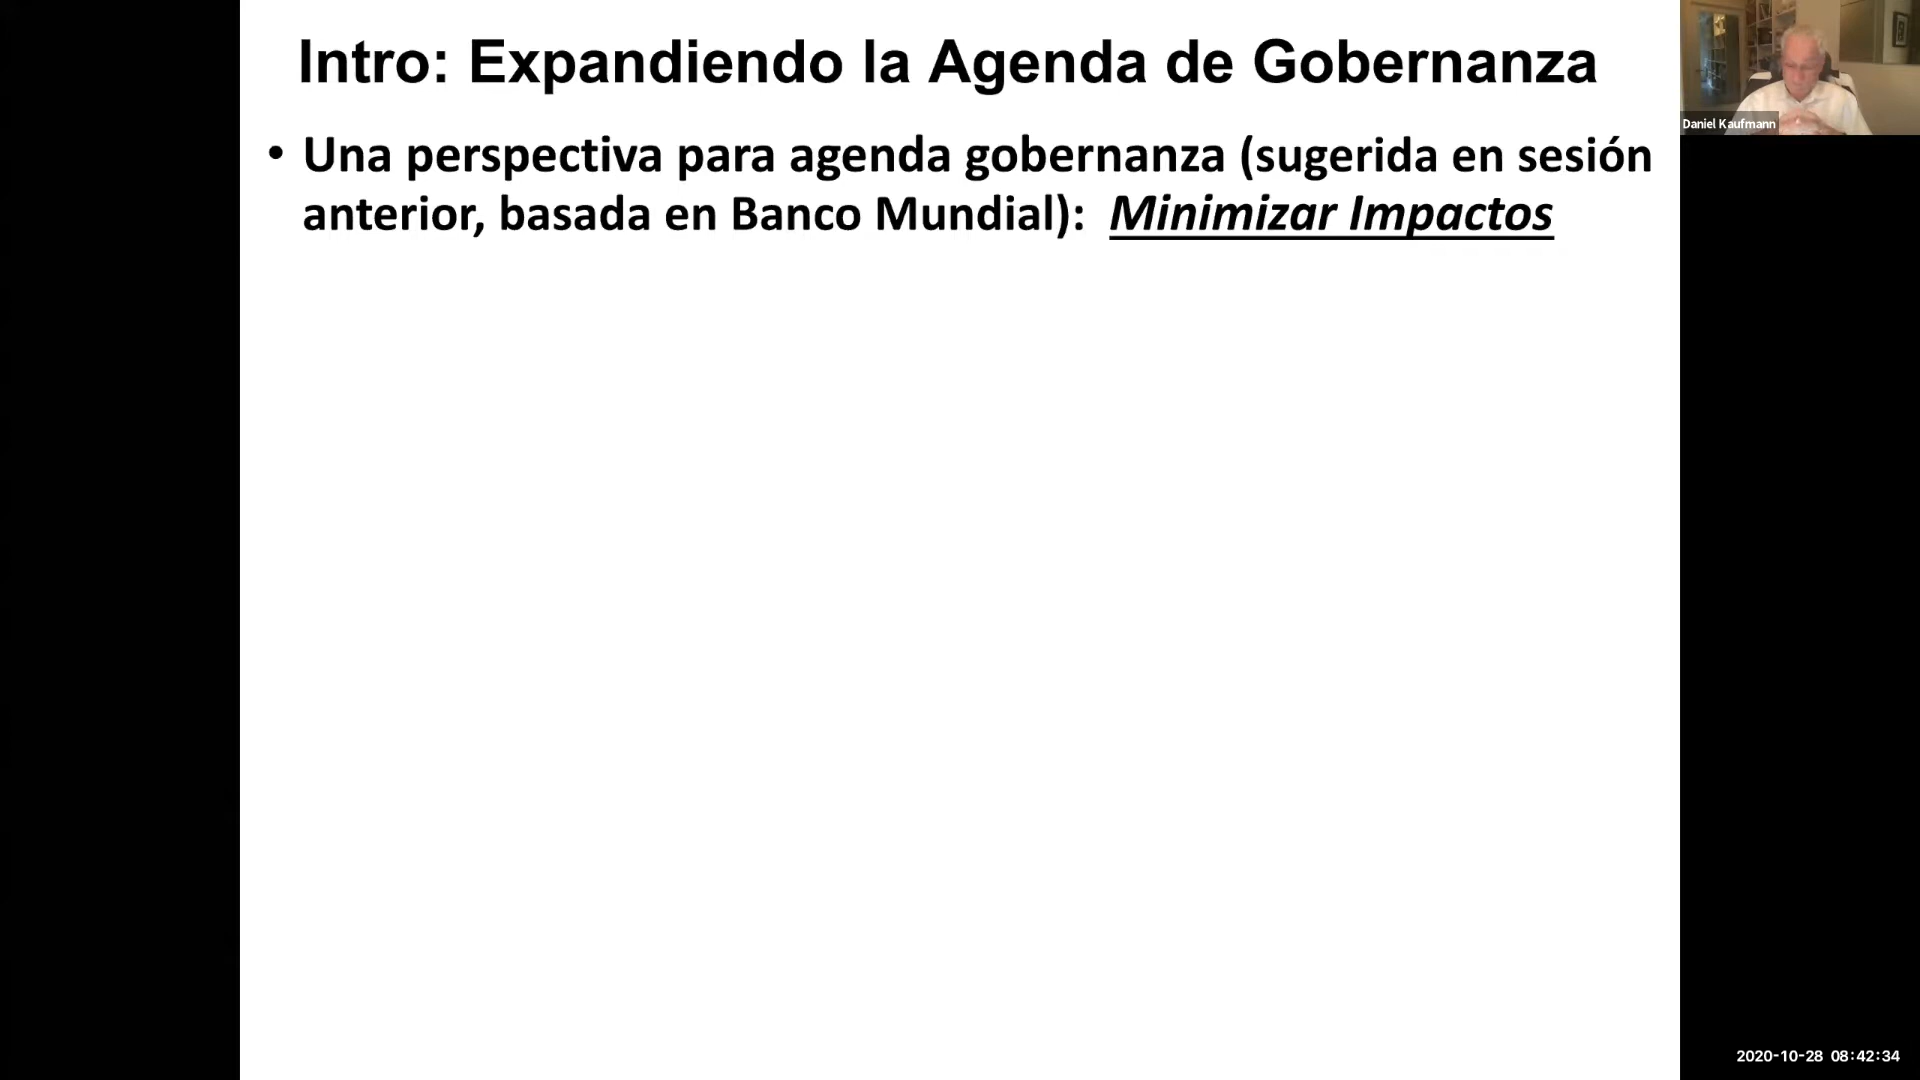 Intro: Expandiendo la Agenda de Gobernanza
• Una perspectiva para agenda gobernanza (sugerida en sesión
anterior, basada en Banco Mundial): Minimizar Impactos
Daniel Kaufmann
2020-10-28 08:42:34